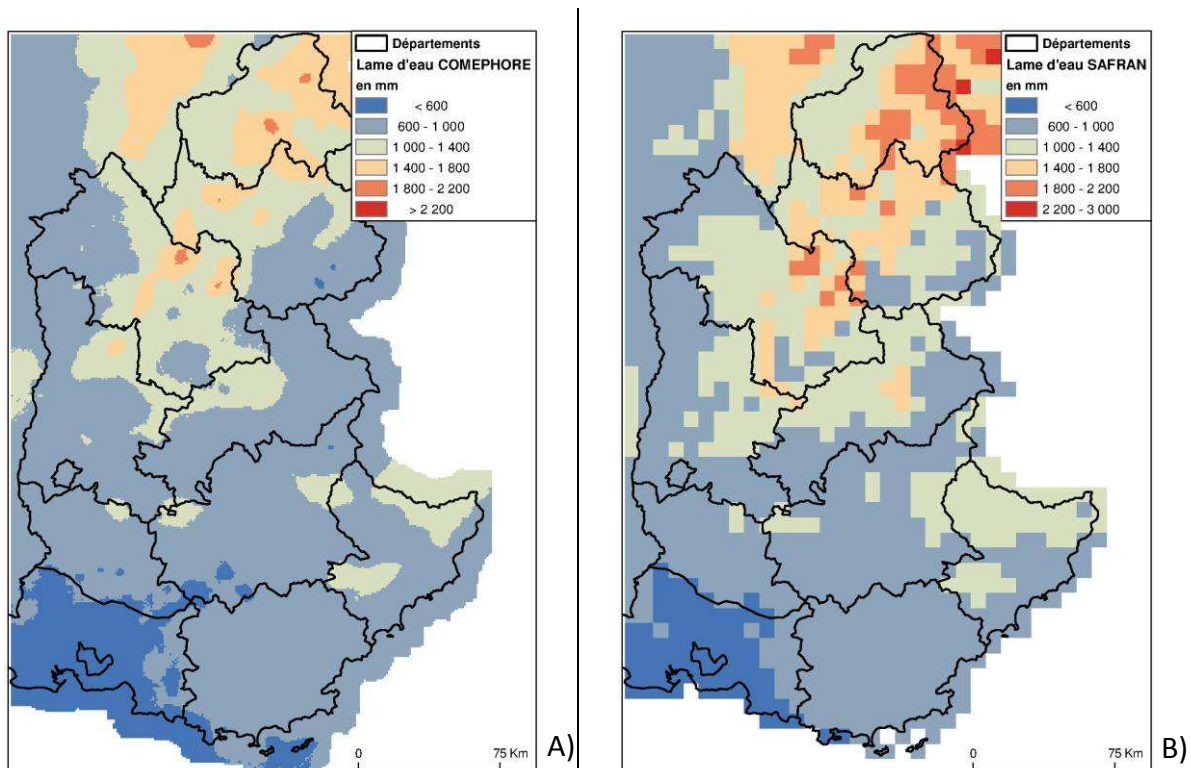 Départements
Lame d'eau COMEPHORE
en mm
< 600
600 - 1 000
1 000 - 1 400
1 400 - 1 800
1 800 - 2 200
> 2 200
0 75 Km
A)
Départements
Lame d'eau SAFRAN
en mm
< 600
600 - 1 000
1 000 - 1 400
1 400 - 1 800
1 800 - 2 200
2 200 - 3 000
0 75 Km
B)